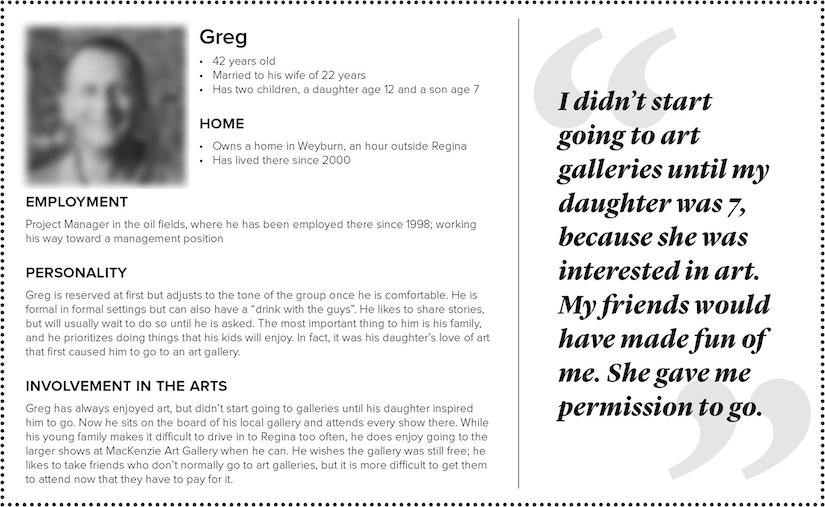 Greg
• 42 years old
• Married to his wife of 22 years
• Has two children, a daughter age 12 and a son age 7
HOME
• Owns a home in Weyburn, an hour outside Regina
• Has lived there since 2000
EMPLOYMENT
Project Manager in the oil fields, where he has been employed there since 1998; working
his way toward a management position
PERSONALITY
Greg is reserved at first but adjusts to the tone of the group once he is comfortable. He is
formal in formal settings but can also have a “drink with the guys”. He likes to share stories,
but will usually wait to do so until he is asked. The most important thing to him is his family,
and he prioritizes doing things that his kids will enjoy. In fact, it was his daughter’s love of art
that first caused him to go to an art gallery.
INVOLVEMENT IN THE ARTS
Greg has always enjoyed art, but didn’t start going to galleries until his daughter inspired
him to go. Now he sits on the board of his local gallery and attends every show there. While
his young family makes it difficult to drive in to Regina too often, he does enjoy going to the
larger shows at MacKenzie Art Gallery when he can. He wishes the gallery was still free; he
likes to take friends who don’t normally go to art galleries, but it is more difficult to get them
to attend now that they have to pay for it.
“
I didn’t start
going to art
galleries until my
daughter was 7,
because she was
interested in art.
My friends would
have made fun of
me. She gave me
permission to go.
”